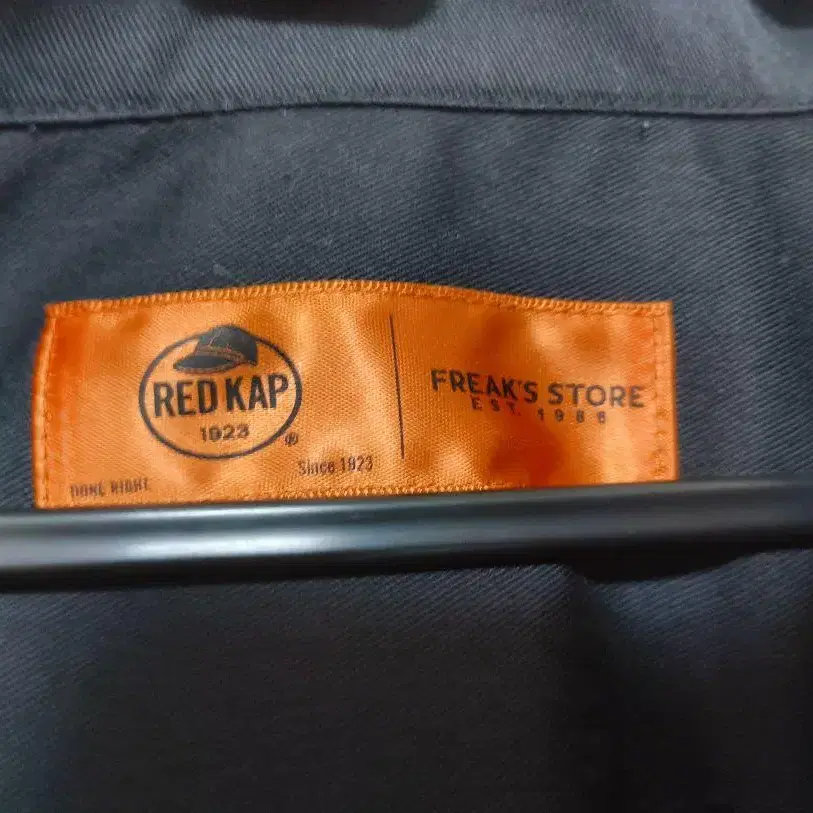 RED KAP
1923
®
Since 1923
DONE RIGHT
FREAK'S STORE
EST. 1986